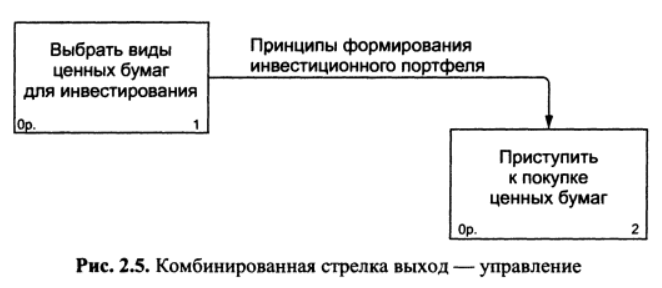 Выбрать виды
ценных бумаг
для инвестирования
0р. 1
Принципы формирования
инвестиционного портфеля
Приступить
к покупке
ценных бумаг
0р. 2
Рис. 2.5. Комбинированная стрелка выход — управление